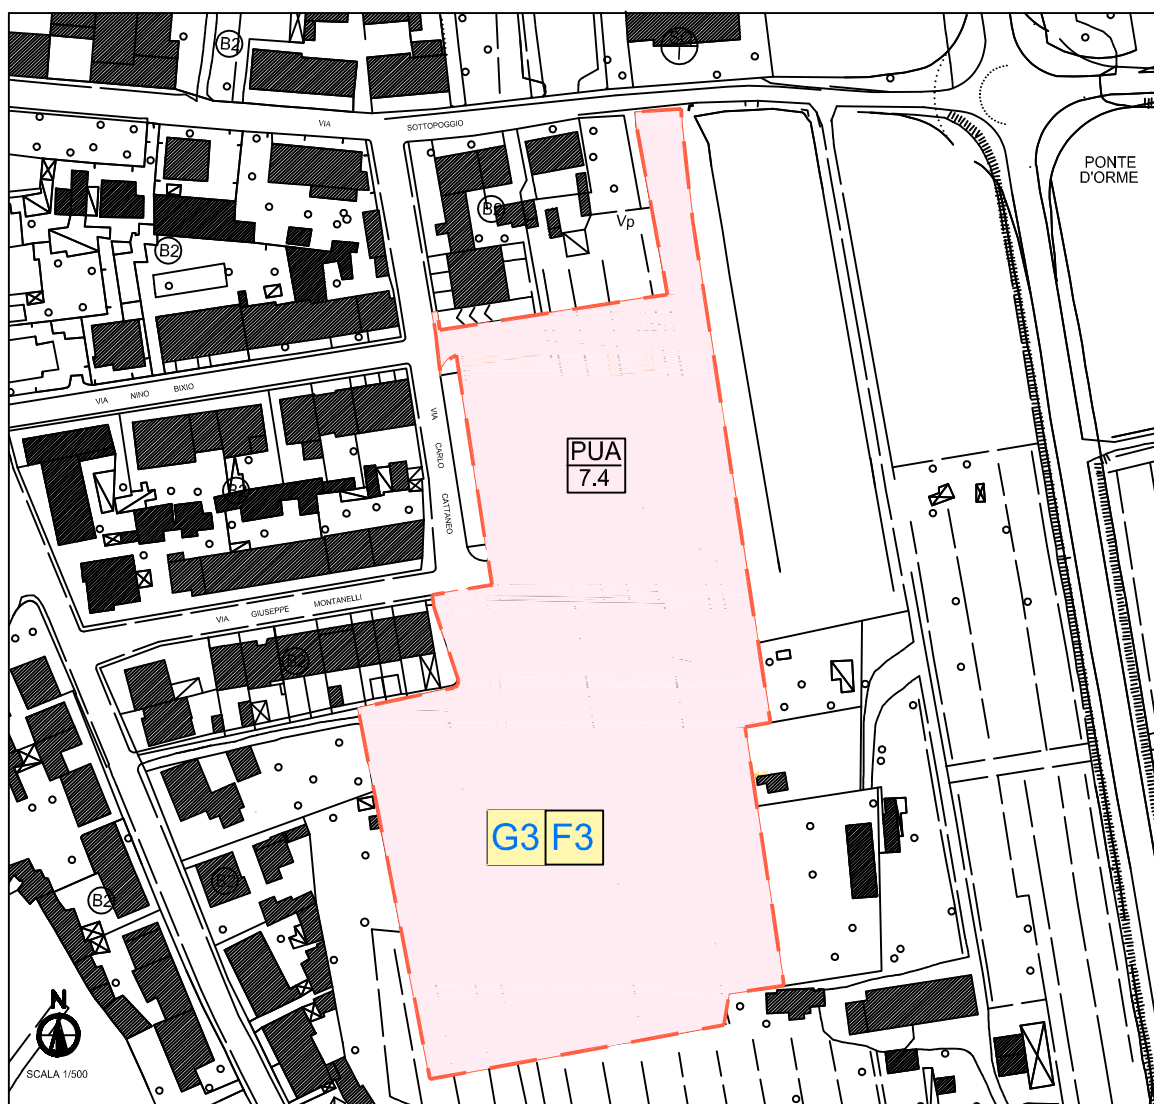 B2
VIA
SOTTOPOGGIO
PONTE
D'ORME
Vp
B2
VIA
NINO
BIXIO
VIA
CARLO
CATTANEO
PUA
7.4
VIA
GIUSEPPE
MONTANELLI
B2
G3 F3
B2
N
SCALA 1/500